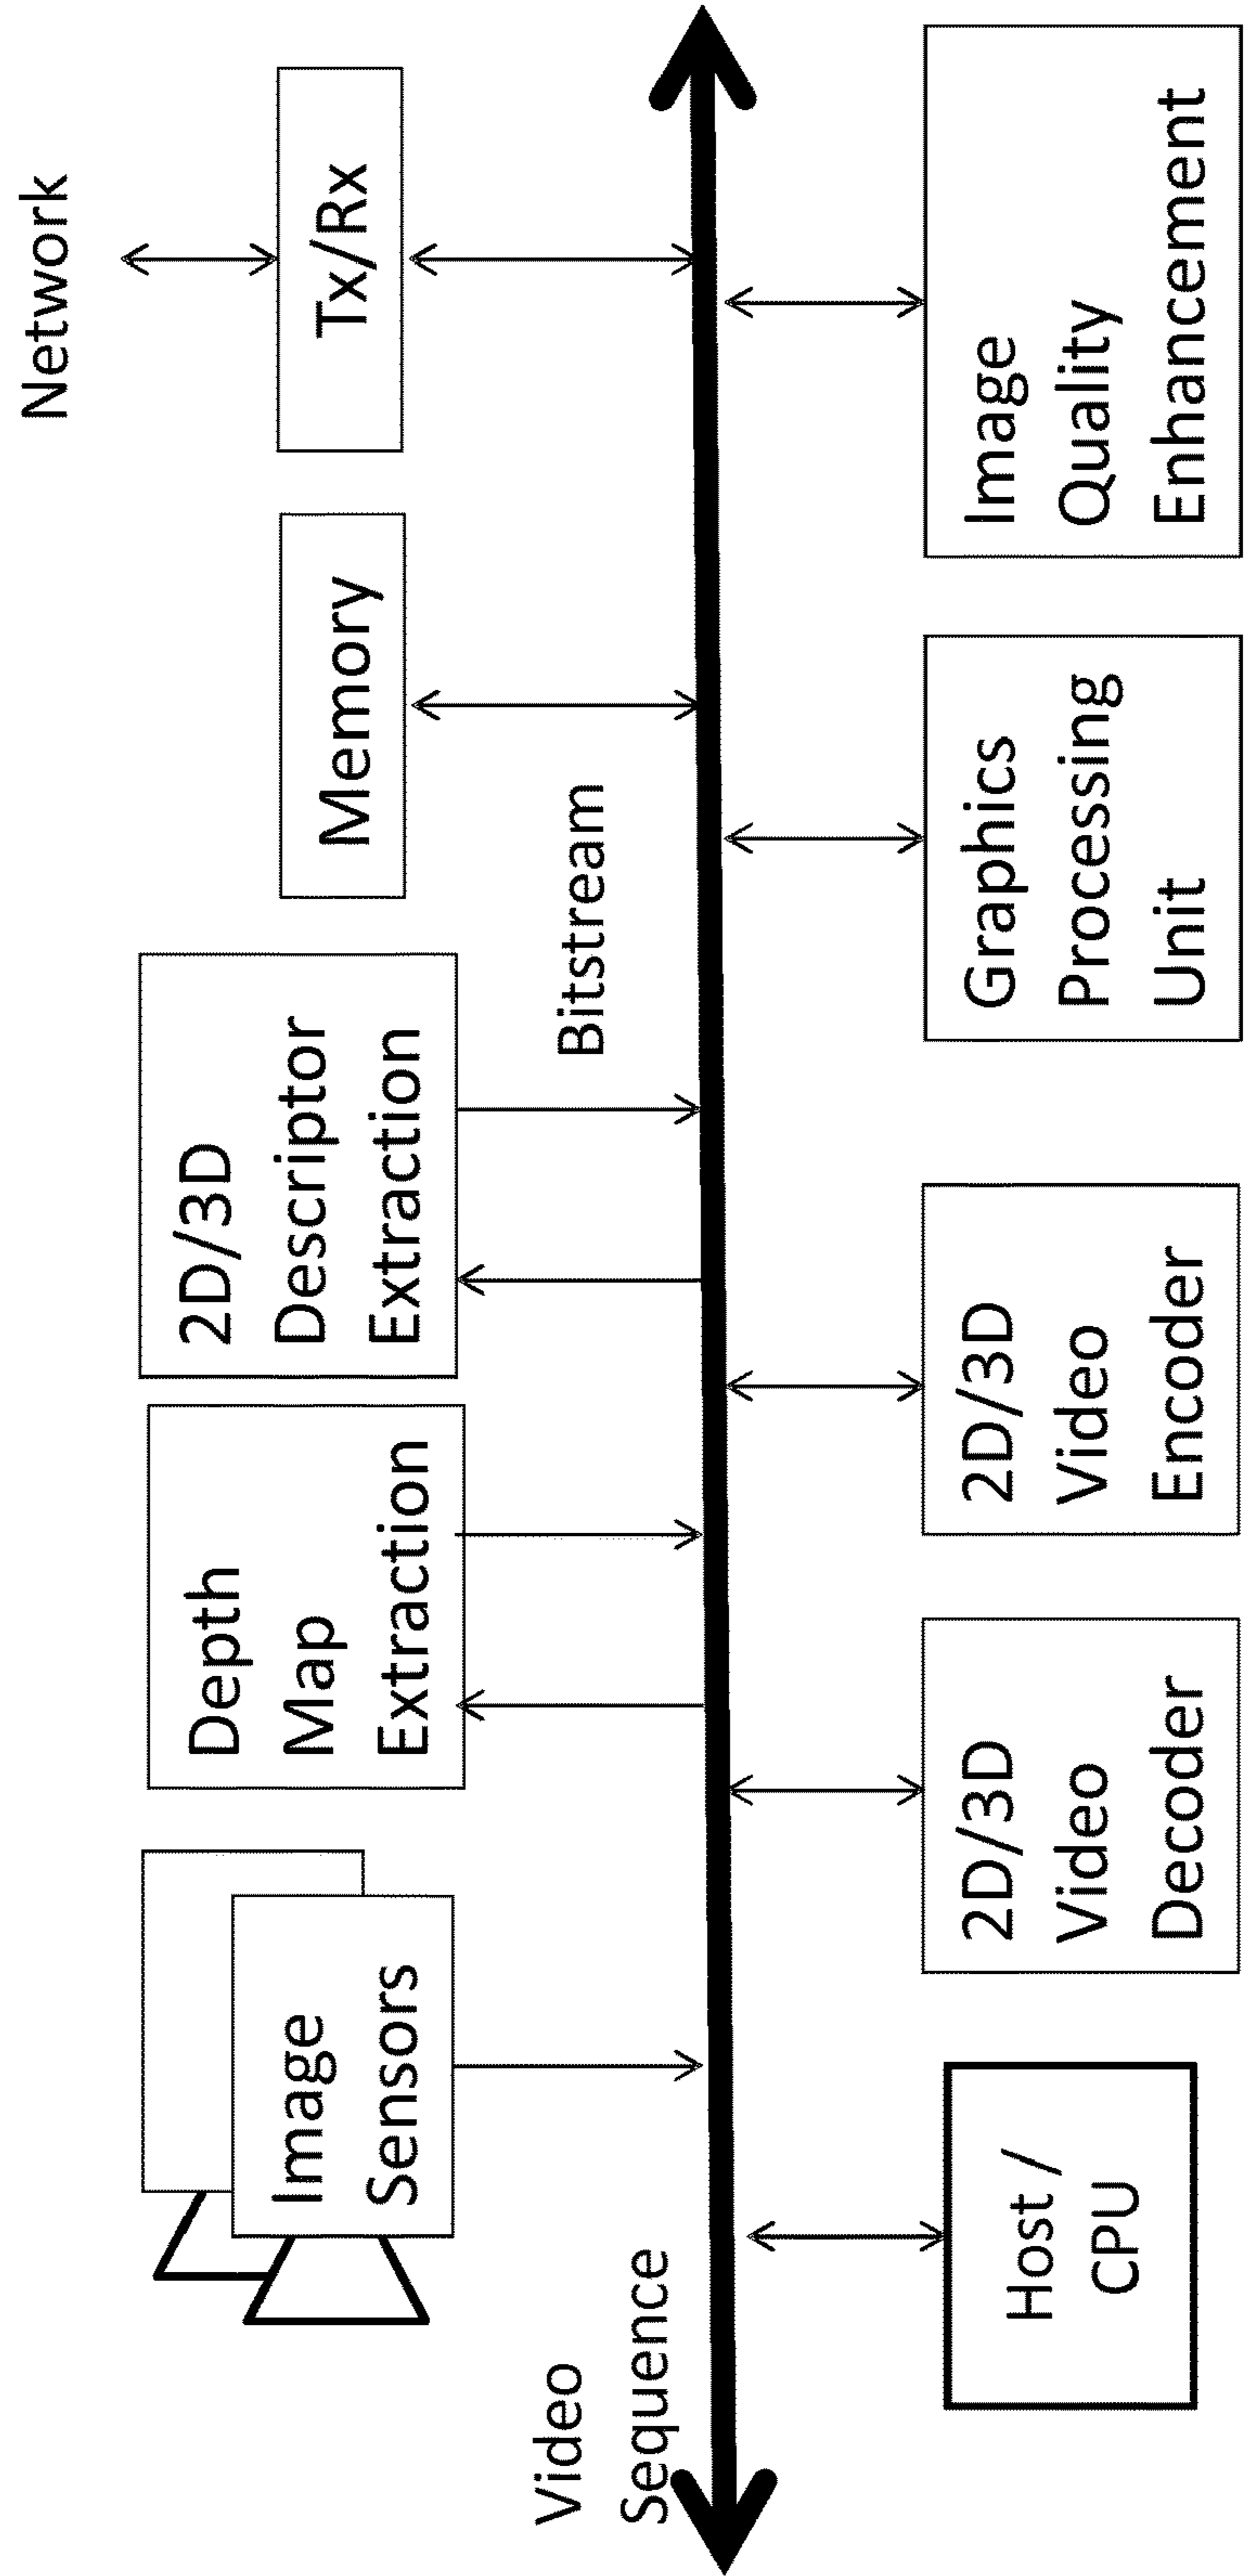 Network
Image
Sensors
Depth
Map
Extraction
2D/3D
Descriptor
Extraction
Memory
Tx/Rx
Video
Sequence
Bitstream
Host /
CPU
2D/3D
Video
Decoder
2D/3D
Video
Encoder
Graphics
Processing
Unit
Image
Quality
Enhancement